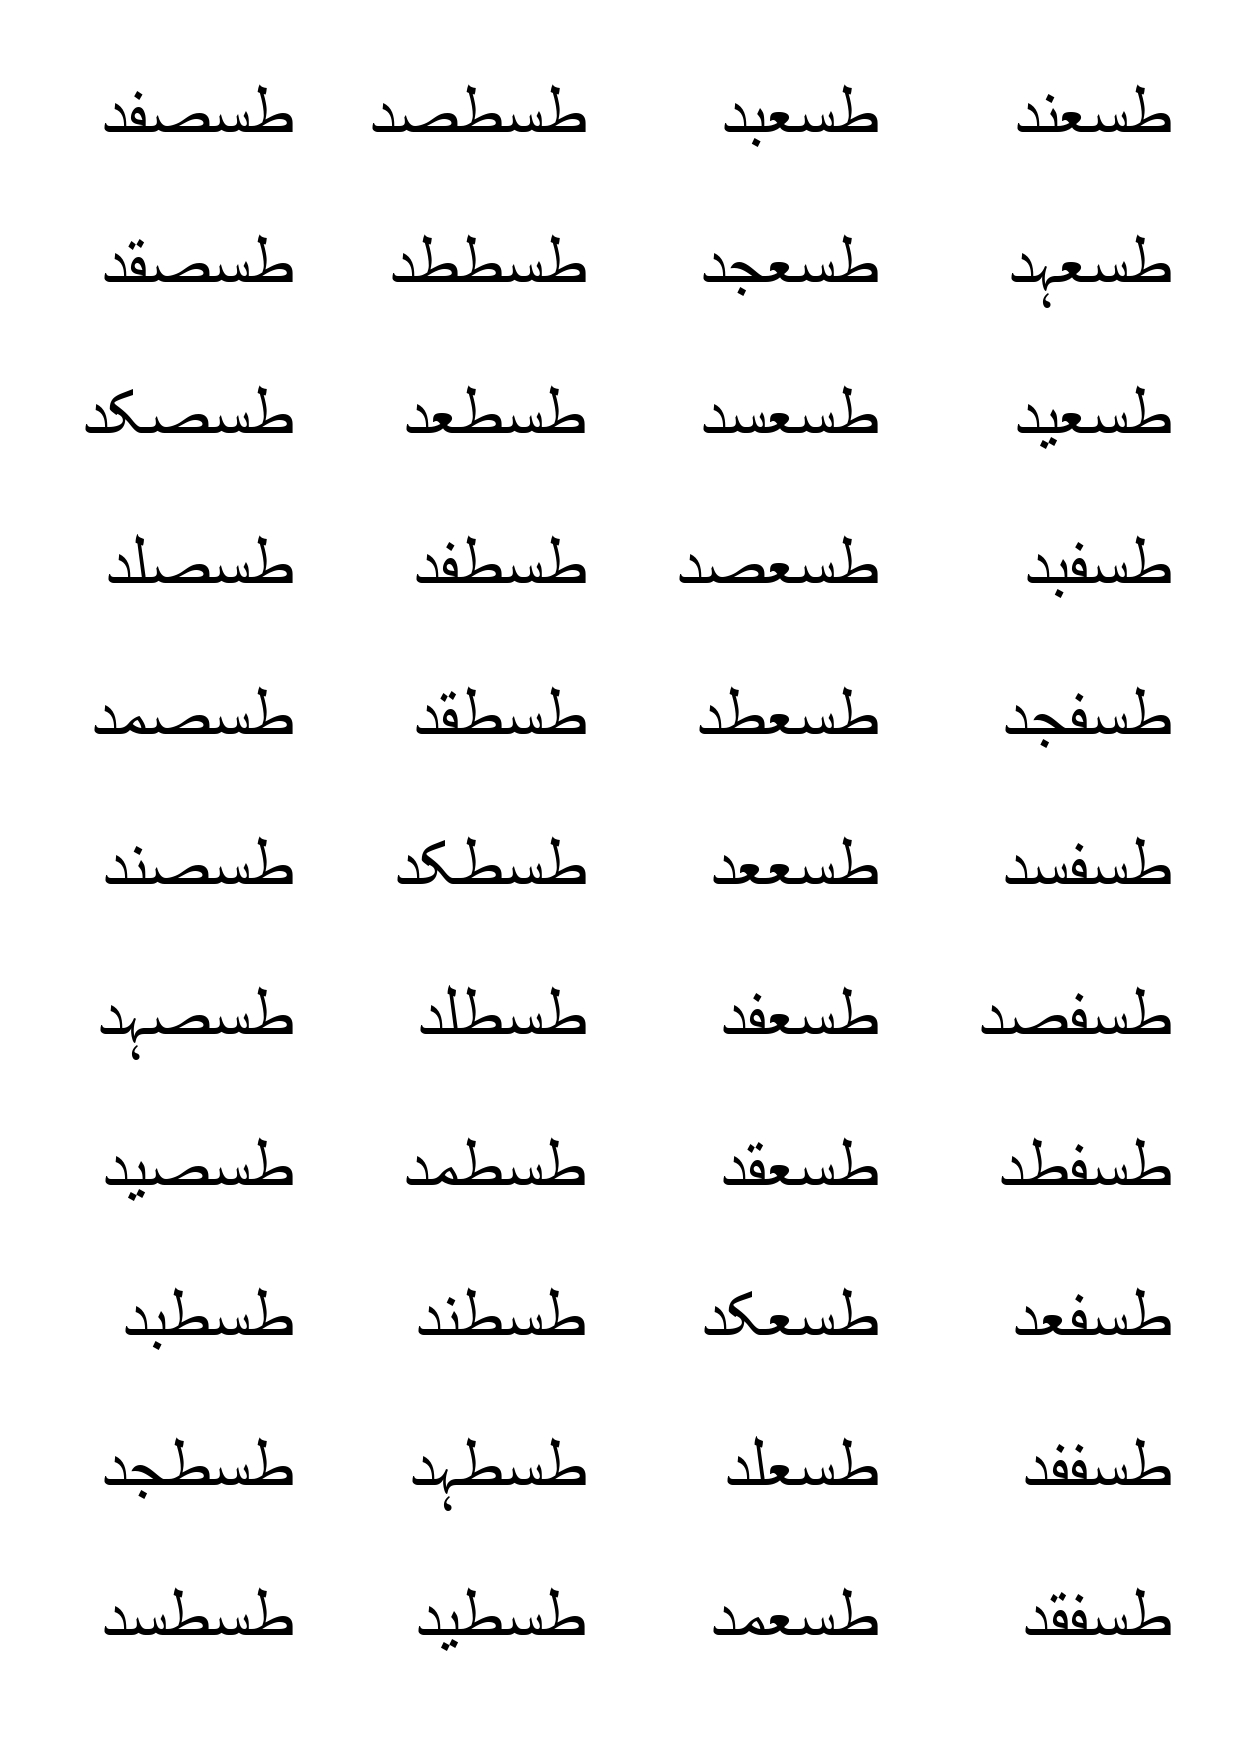 طسعند طسعبد طسطصد طسصفد
طسعہد طسعجد طسططد طسصقد
طسعید طسعسد طسطعد طسصکد
طسفبد طسعصد طسطفد طسصلد
طسفجد طسعطد طسطقد طسصمد
طسفسد طسععد طسطکد طسصند
طسفصد طسعفد طسطلد طسصہد
طسفطد طسعقد طسطمد طسصید
طسفعد طسعکد طسطند طسطبد
طسففد طسعلد طسطہد طسطجد
طسفقد طسعمد طسطید طسطسد